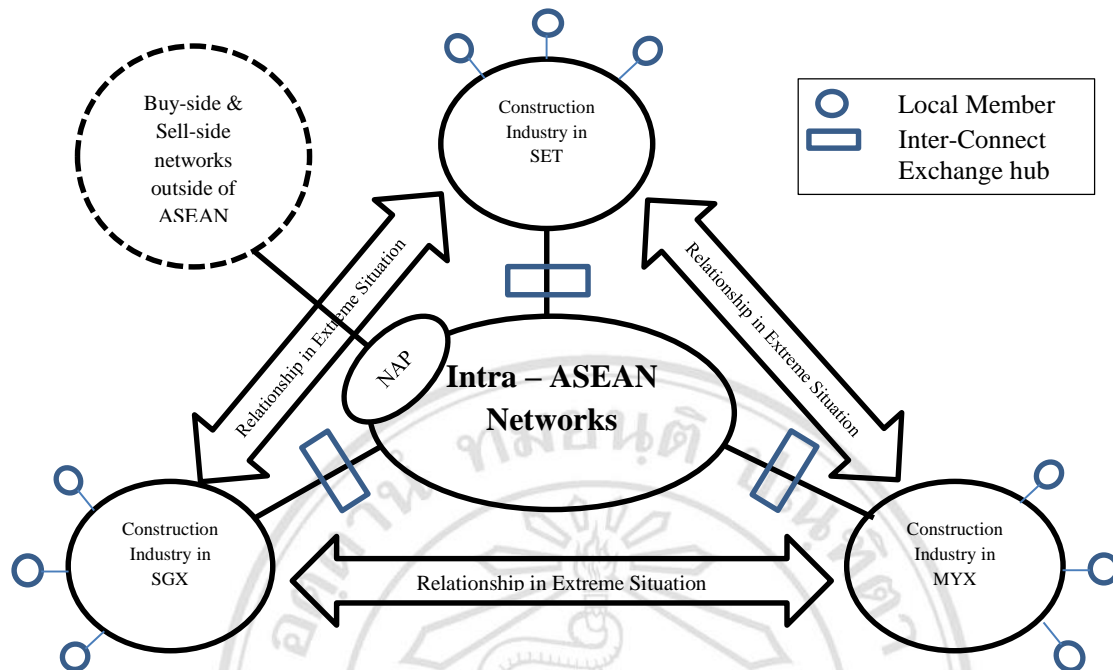 Buy-side &
Sell-side
networks
outside of
ASEAN
Construction
Industry in
SET
Local Member
Inter-Connect
Exchange hub
Relationship in Extreme Situation
Relationship in Extreme Situation
NAP
Intra – ASEAN
Networks
Construction
Industry in
SGX
Construction
Industry in
MYX
Relationship in Extreme Situation